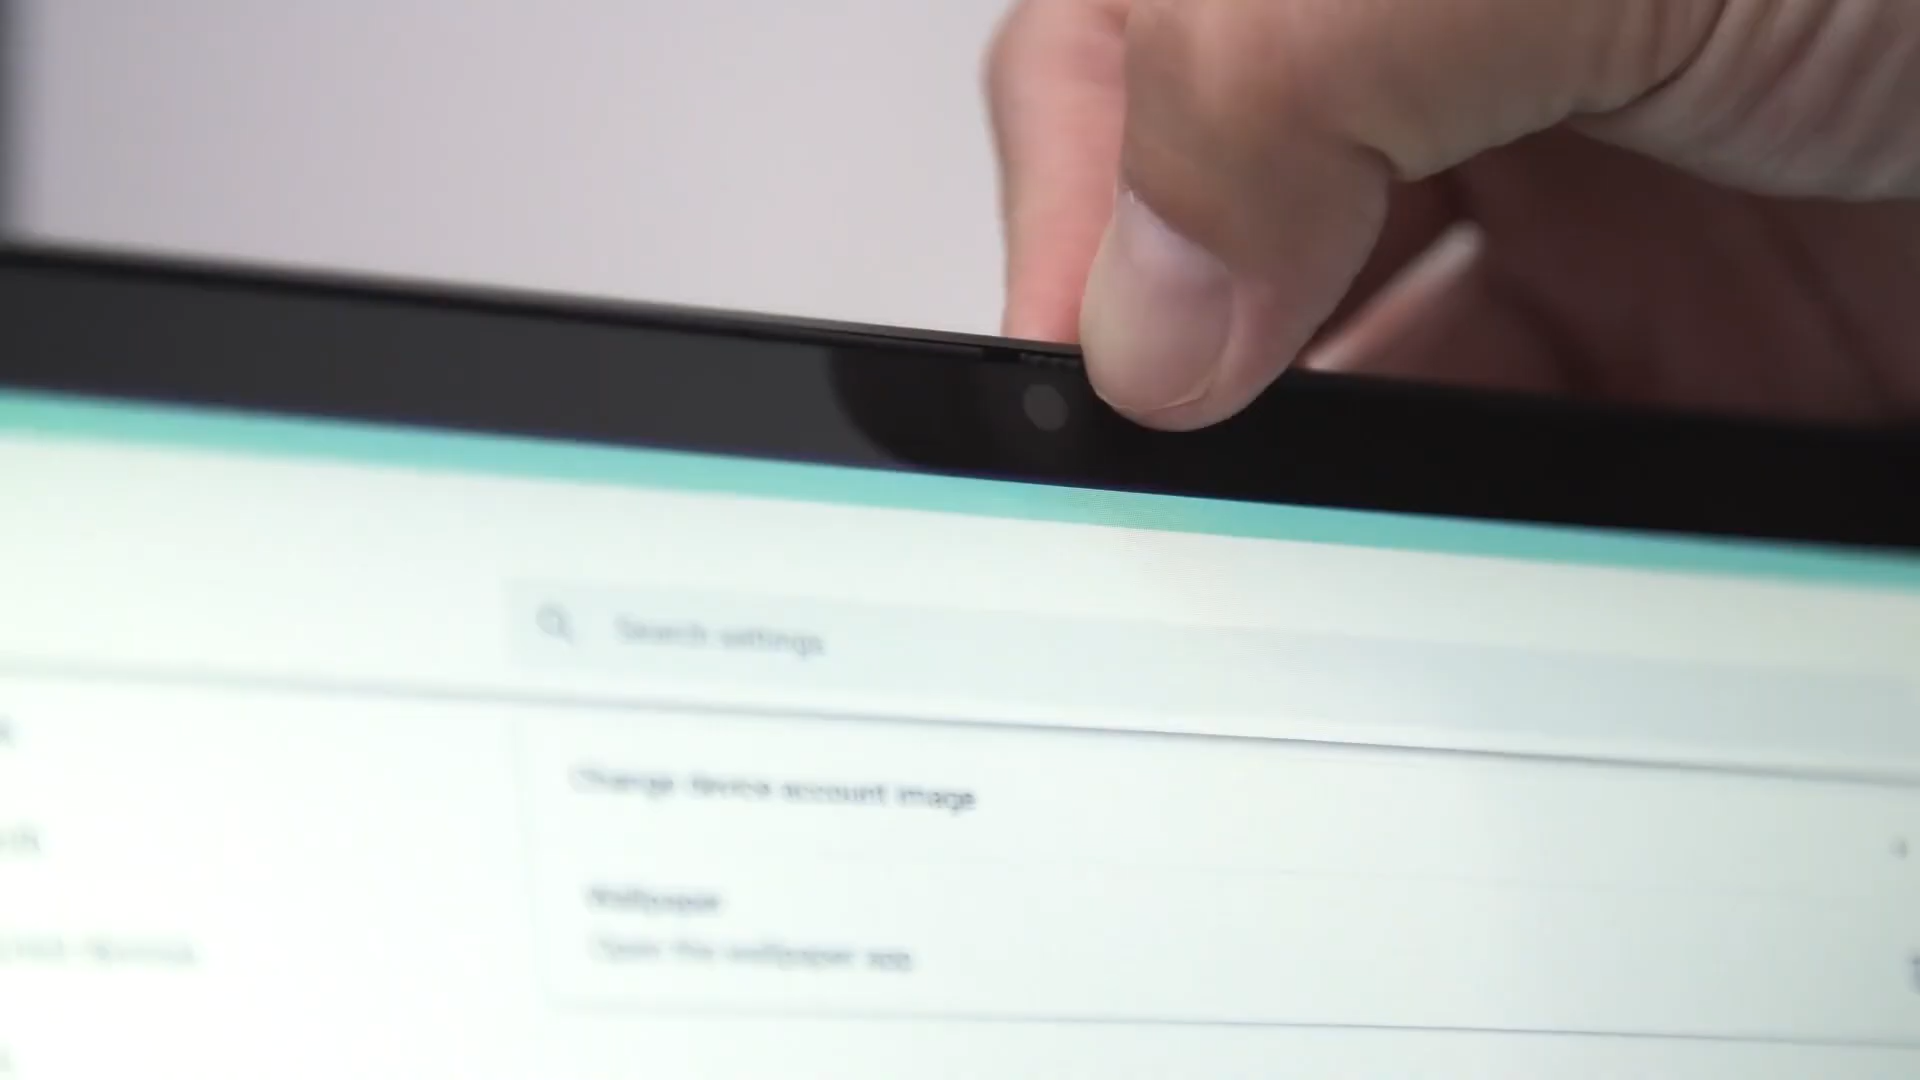 Search settings
Change device account image
Wallpaper
Open the wallpaper app